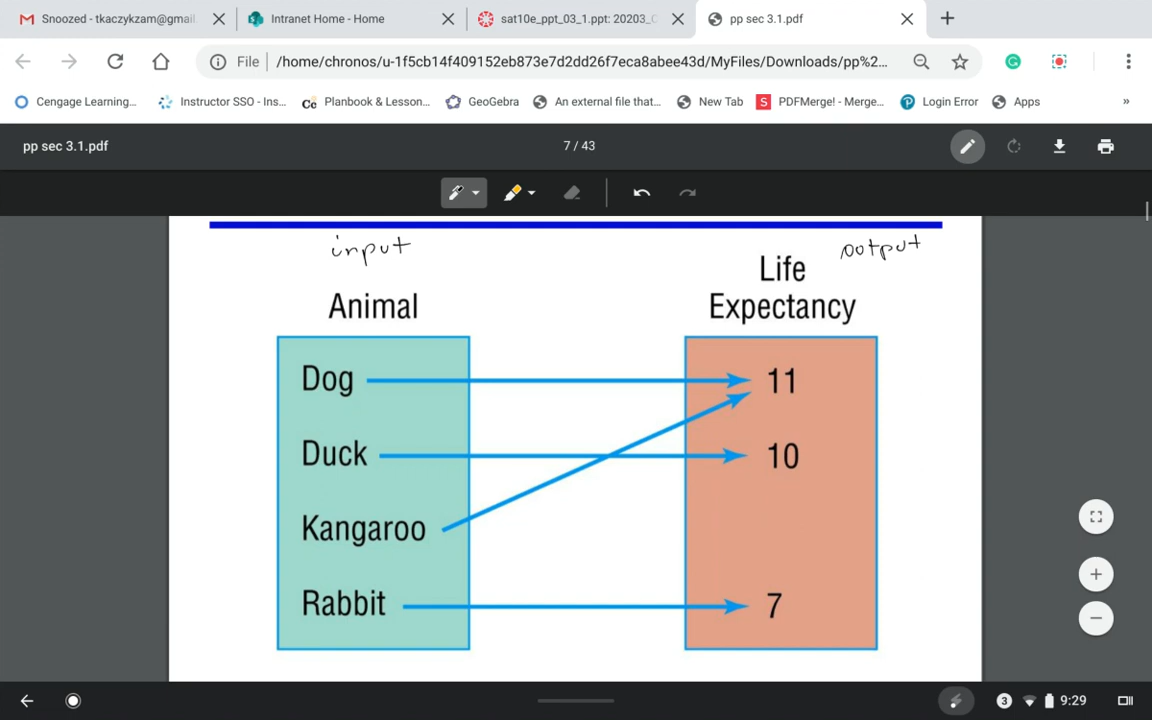 Snoozed - tkaczykzam@gmail.
Intranet Home - Home
sat10e_ppt_03_1.ppt: 20203_C
pp sec 3.1.pdf
File /home/chronos/u-1f5cb14f409152eb873e7d2dd26f7eca8abee43d/MyFiles/Downloads/pp%2...
Cengage Learning... Instructor SSO - Ins... Planbook & Lesson... GeoGebra An external file that... New Tab PDFMerge! - Merge... Login Error Apps »
pp sec 3.1.pdf 7 / 43
input output
Animal Life Expectancy
Dog 11
Duck 10
Kangaroo
Rabbit 7
3 9:29